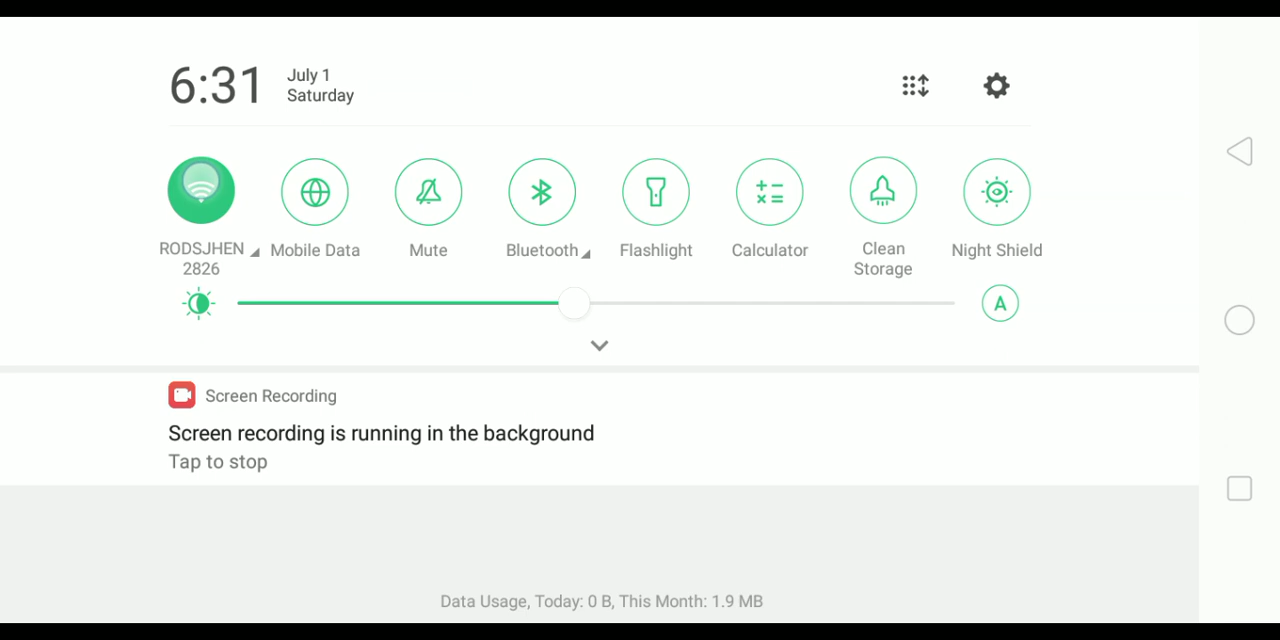 6:31
July 1
Saturday
RODSJHEN
2826
Mobile Data
Mute
Bluetooth
Flashlight
Calculator
Clean
Storage
Night Shield
A
Screen Recording
Screen recording is running in the background
Tap to stop
Data Usage, Today: 0 B, This Month: 1.9 MB